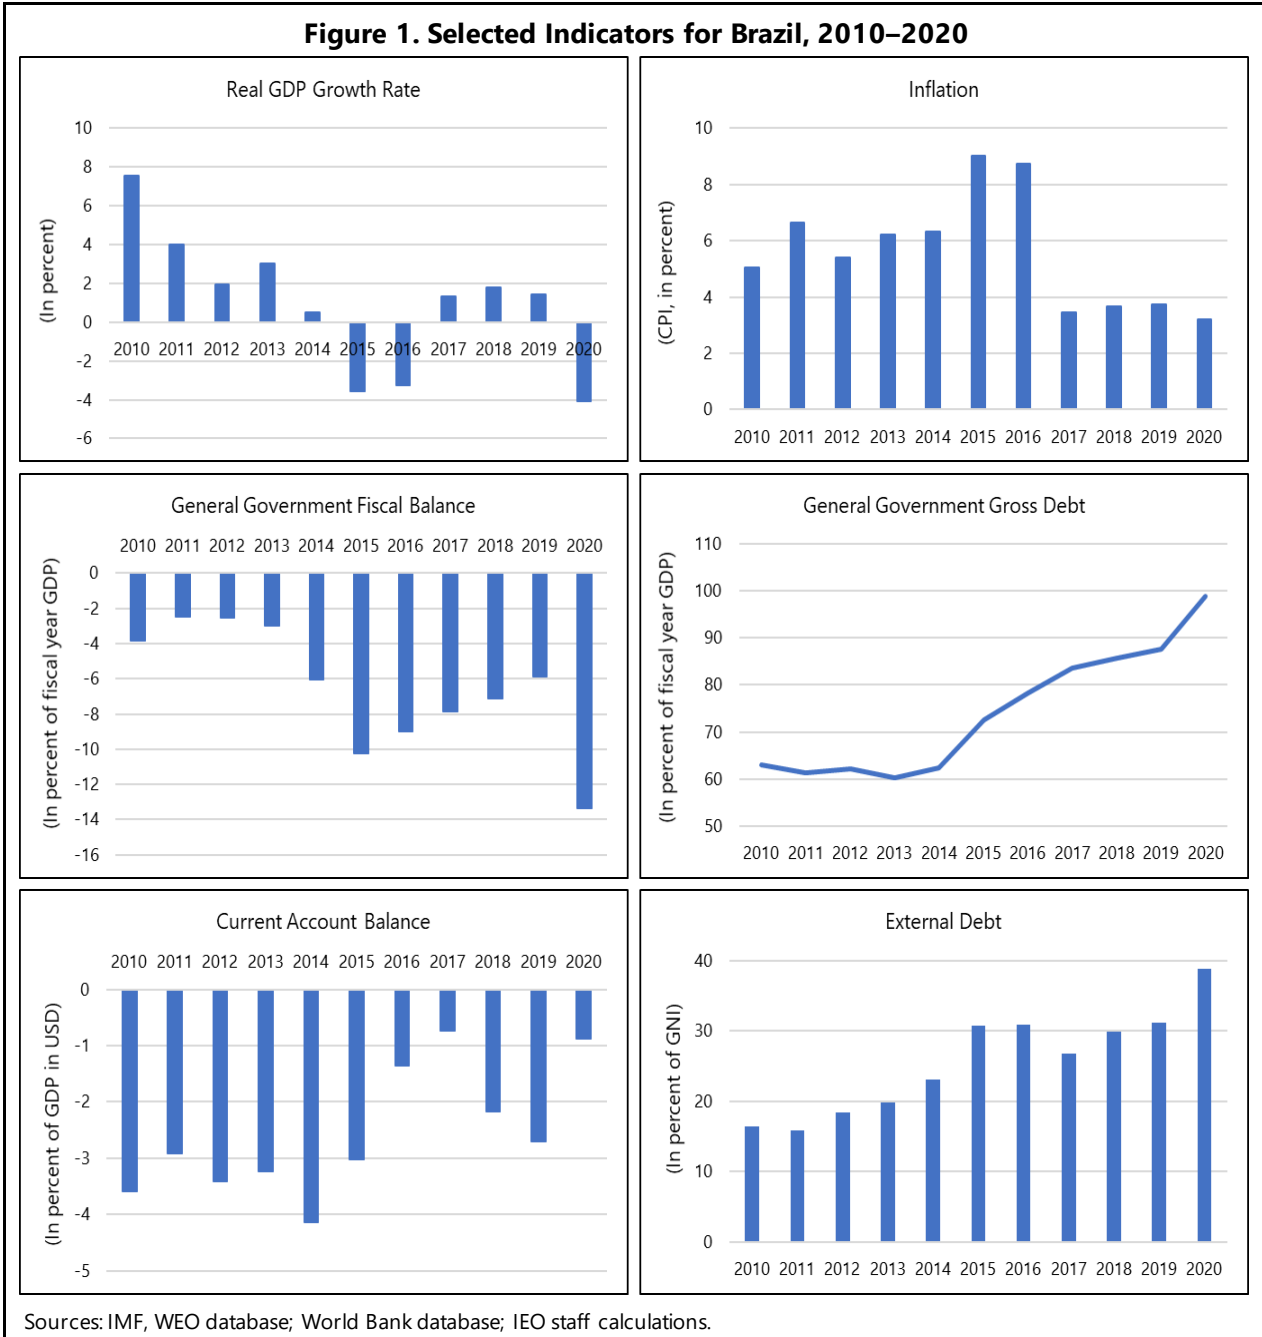 Figure 1. Selected Indicators for Brazil, 2010–2020
Real GDP Growth Rate
(In percent)
10
8
6
4
2
0
-2
-4
-6
2010 2011 2012 2013 2014 2015 2016 2017 2018 2019 2020
Inflation
(CPI, in percent)
10
8
6
4
2
0
2010 2011 2012 2013 2014 2015 2016 2017 2018 2019 2020
General Government Fiscal Balance
2010 2011 2012 2013 2014 2015 2016 2017 2018 2019 2020
(In percent of fiscal year GDP)
0
-2
-4
-6
-8
-10
-12
-14
-16
General Government Gross Debt
(In percent of fiscal year GDP)
110
100
90
80
70
60
50
2010 2011 2012 2013 2014 2015 2016 2017 2018 2019 2020
Current Account Balance
2010 2011 2012 2013 2014 2015 2016 2017 2018 2019 2020
(In percent of GDP in USD)
0
-1
-2
-3
-4
-5
External Debt
(In percent of GNI)
40
30
20
10
0
2010 2011 2012 2013 2014 2015 2016 2017 2018 2019 2020
Sources: IMF, WEO database; World Bank database; IEO staff calculations.